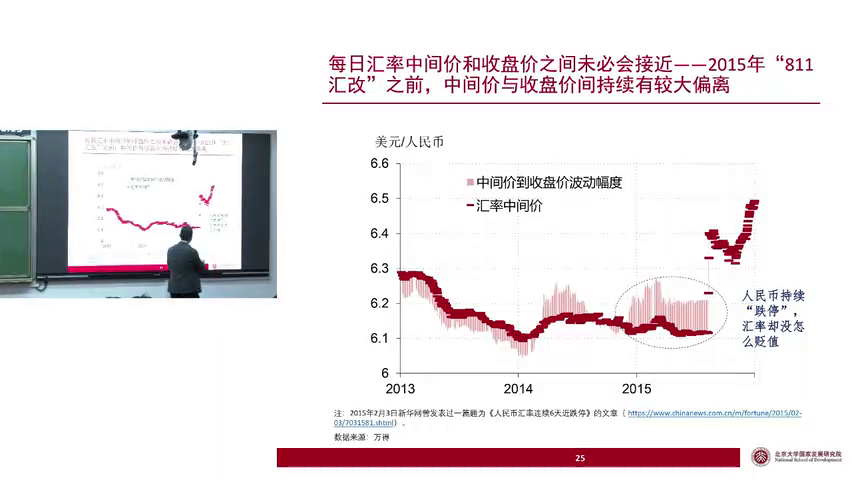 每日汇率中间价和收盘价之间未必会接近——2015年“811
汇改”之前，中间价与收盘价间持续有较大偏离
美元/人民币
6.6
6.5
6.4
6.3
6.2
6.1
6
中间价到收盘价波动幅度
汇率中间价
2013
2014
2015
人民币持续
“跌停”，
汇率却没怎
么贬值
注：2015年2月3日新华网曾发表过一篇题为《人民币汇率连续6天近跌停》的文章（https://www.chinanews.com.cn/m/fortune/2015/02-
03/7031581.shtml）。
数据来源：万得
25
北京大学国家发展研究院
National School of Development